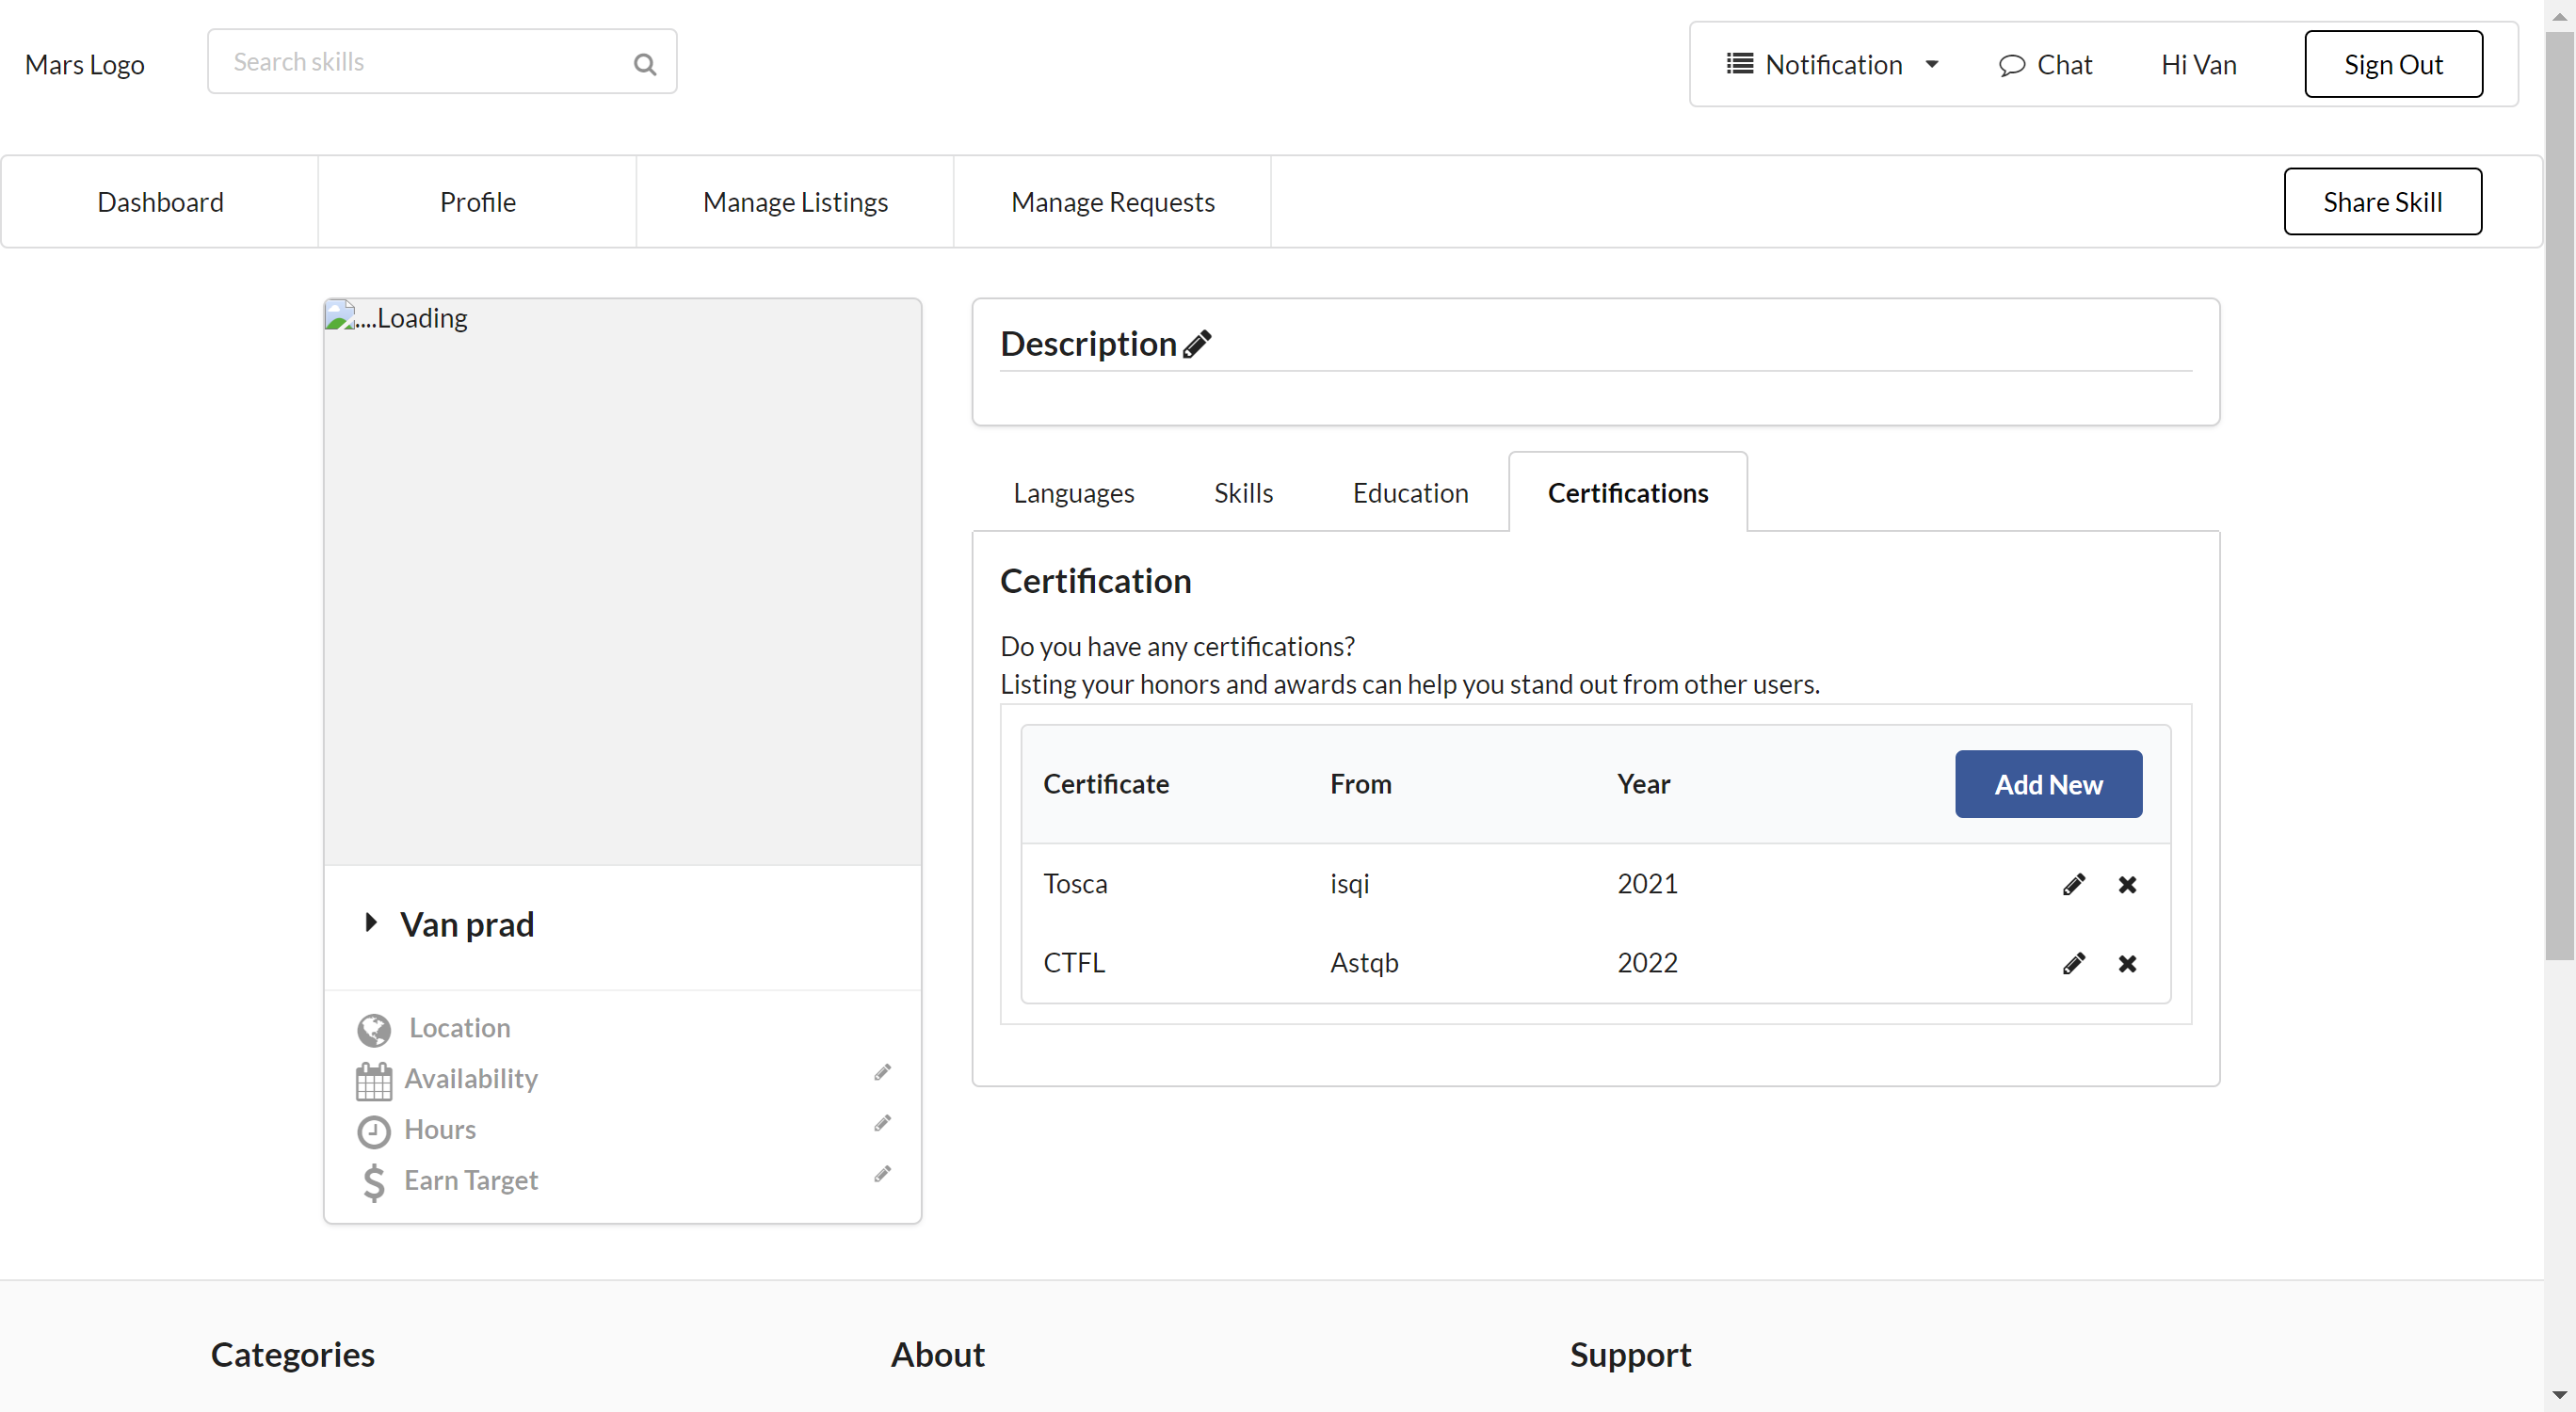 Mars Logo
Search skills
Notification
Chat
Hi Van
Sign Out
Dashboard
Profile
Manage Listings
Manage Requests
Share Skill
....Loading
Van prad
Location
Availability
Hours
Earn Target
Description
Languages
Skills
Education
Certifications
Certification
Do you have any certifications?
Listing your honors and awards can help you stand out from other users.
Certificate From Year Add New
Tosca isqi 2021
CTFL Astqb 2022
Categories
About
Support